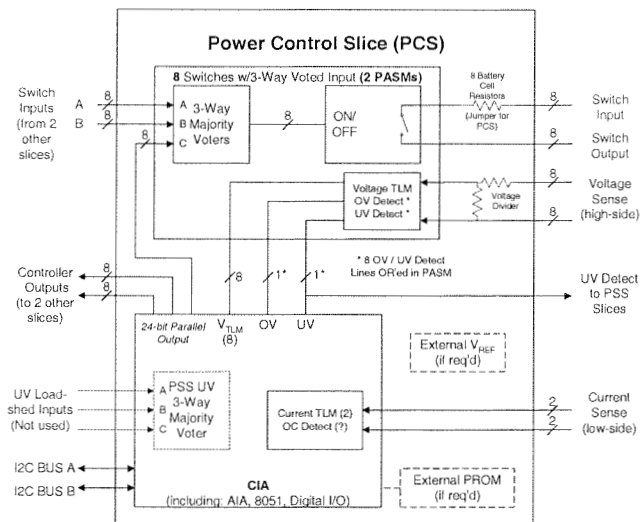 Power Control Slice (PCS)
8 Switches w/3-Way Voted Input (2 PASMs)
Switch
Inputs
(from 2
other
slices)
A
B
8
8
8
A
B
C
3-Way
Majority
Voters
8
ON/
OFF
8 Battery
Cell
Resistors
(Jumper for
PCS)
8
8
Switch
Input
Switch
Output
Voltage TLM
OV Detect *
UV Detect *
Voltage
Divider
8
8
Voltage
Sense
(high-side)
* 8 OV / UV Detect
Lines OR'ed in PASM
8
1*
1*
Controller
Outputs
(to 2 other
slices)
8
8
UV Detect
to PSS
Slices
24-bit Parallel
Output
VTLM
(8)
OV
UV
External VREF
(if req'd)
UV Load-
shed Inputs
(Not used)
A
B
C
PSS UV
3-Way
Majority
Voter
Current TLM (2)
OC Detect (?)
2
2
Current
Sense
(low-side)
I2C BUS A
I2C BUS B
CIA
(including: AIA, 8051, Digital I/O)
External PROM
(if req'd)